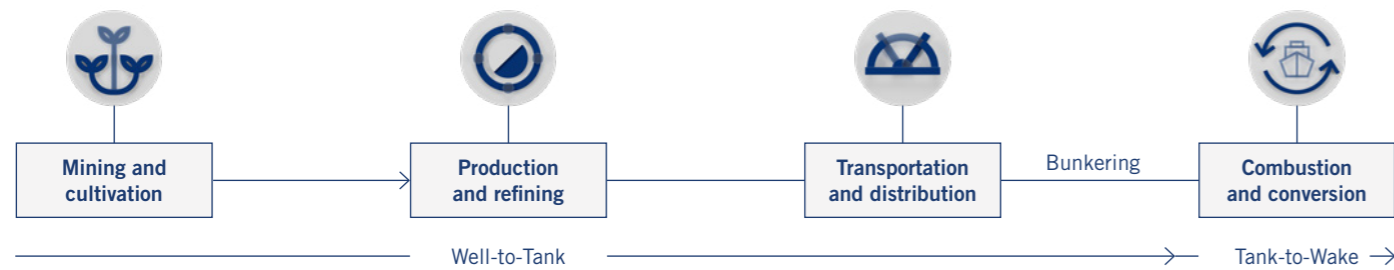 Mining and
cultivation
Production
and refining
Transportation
and distribution
Bunkering
Combustion
and conversion
Well-to-Tank
Tank-to-Wake